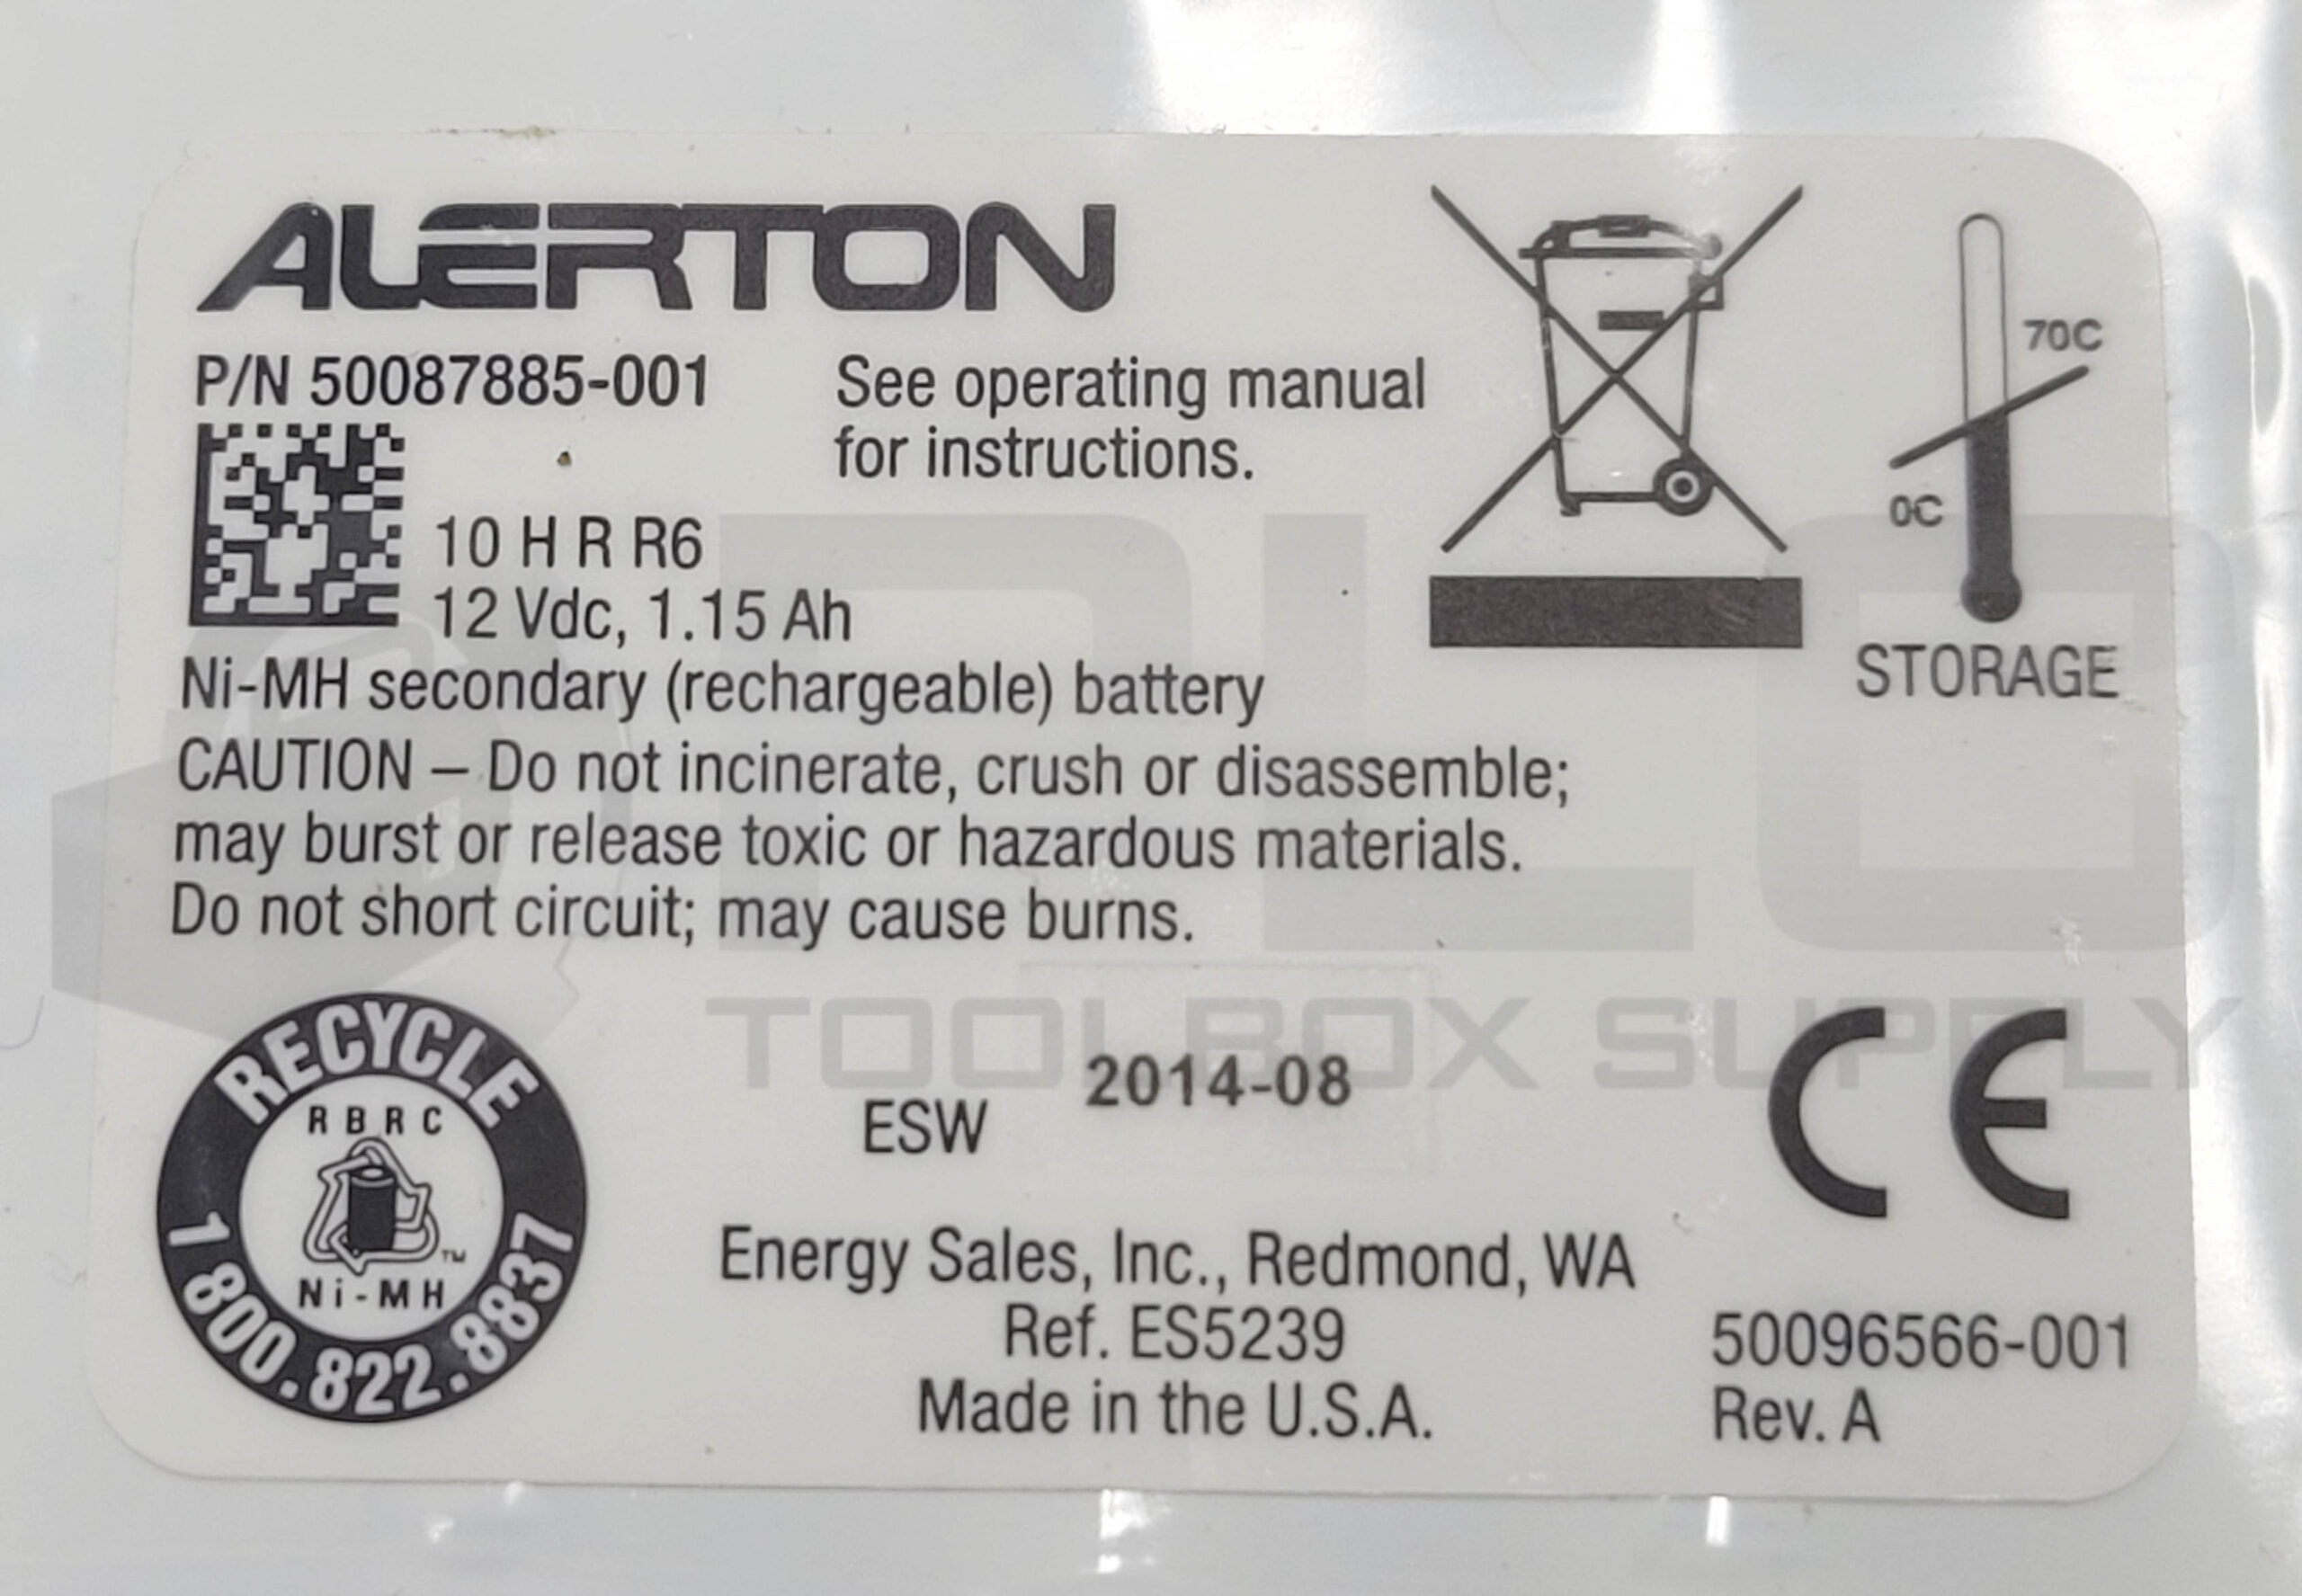 ALERTON
P/N 50087885-001
See operating manual
for instructions.
10 H R R6
12 Vdc, 1.15 Ah
Ni-MH secondary (rechargeable) battery
CAUTION – Do not incinerate, crush or disassemble;
may burst or release toxic or hazardous materials.
Do not short circuit; may cause burns.
70C
0C
STORAGE
RECYCLE
RBRC
TM
Ni-MH
1 800.822.8837
ESW
2014-08
Energy Sales, Inc., Redmond, WA
Ref. ES5239
Made in the U.S.A.
CE
50096566-001
Rev. A
TOOLBOX SUPPLY